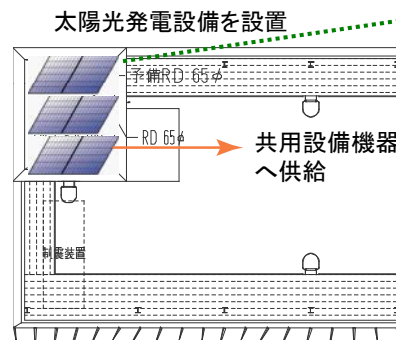 太陽光発電設備を設置
予備RD 65φ
RD 65φ
共用設備機器
へ供給
制震装置